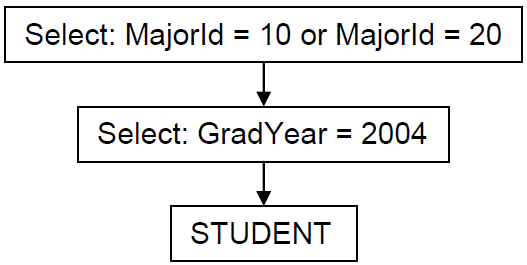 Select: MajorId = 10 or MajorId = 20
Select: GradYear = 2004
STUDENT